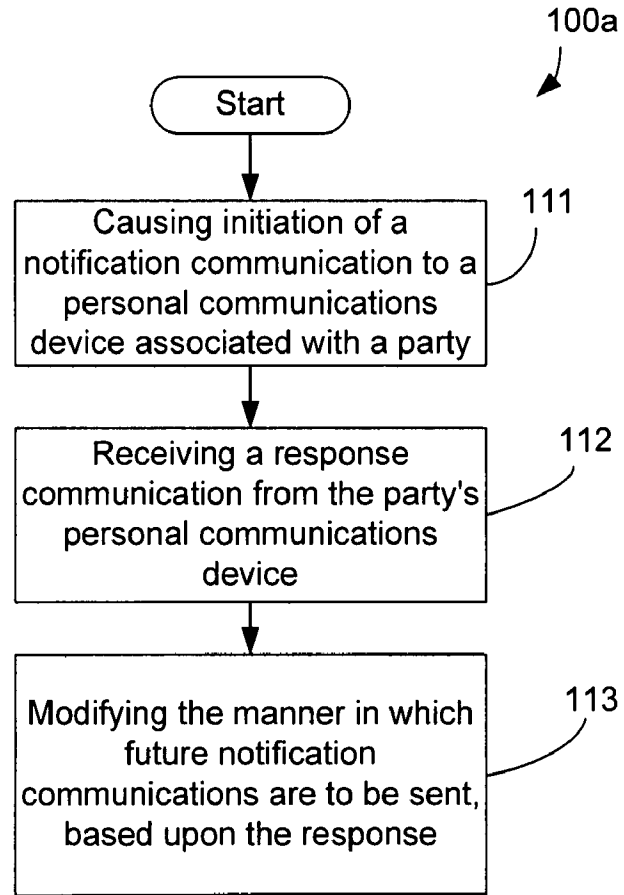 100a
Start
111
Causing initiation of a
notification communication to a
personal communications
device associated with a party
112
Receiving a response
communication from the party's
personal communications
device
113
Modifying the manner in which
future notification
communications are to be sent,
based upon the response